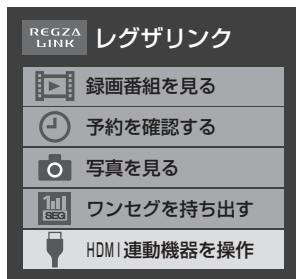 REGZA LINK レグザリンク
録画番組を見る
予約を確認する
写真を見る
1seg SEG ワンセグを持ち出す
HDMI連動機器を操作